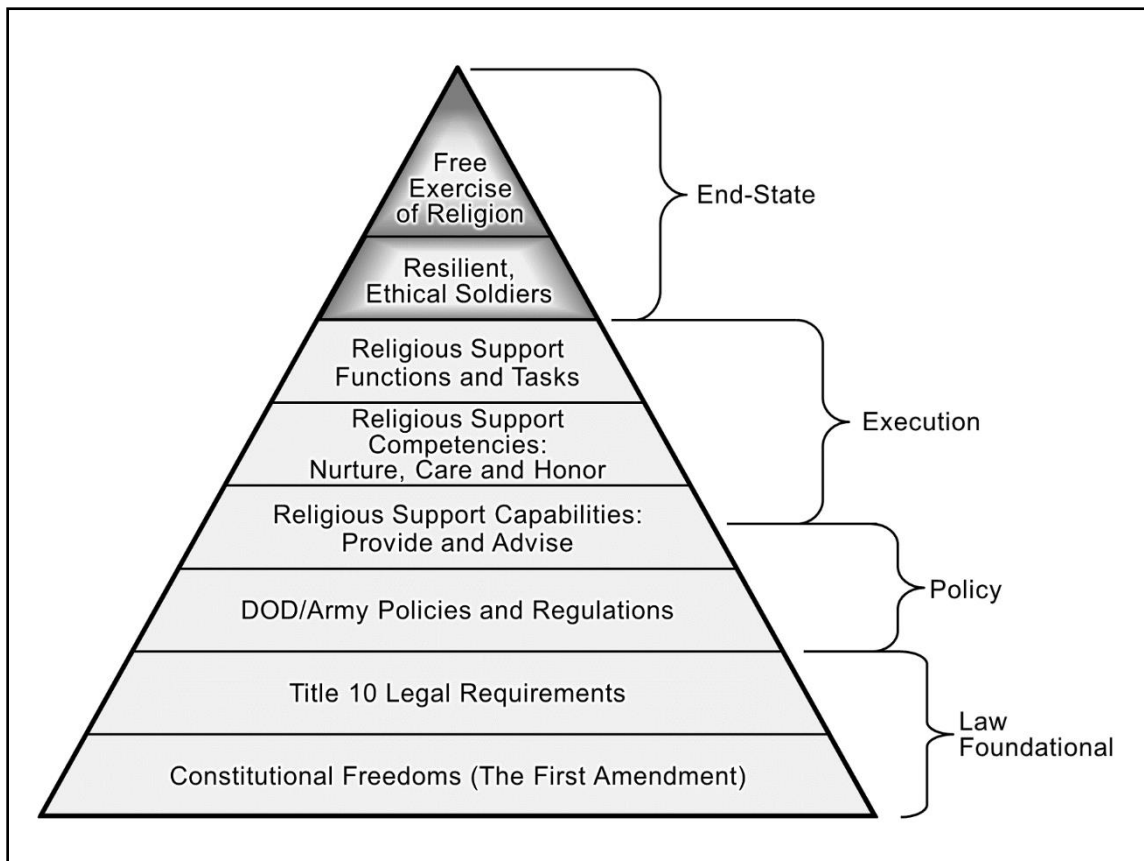 Free
Exercise
of Religion
End-State
Resilient,
Ethical Soldiers
Religious Support
Functions and Tasks
Execution
Religious Support
Competencies:
Nurture, Care and Honor
Religious Support Capabilities:
Provide and Advise
Policy
DOD/Army Policies and Regulations
Title 10 Legal Requirements
Law
Foundational
Constitutional Freedoms (The First Amendment)